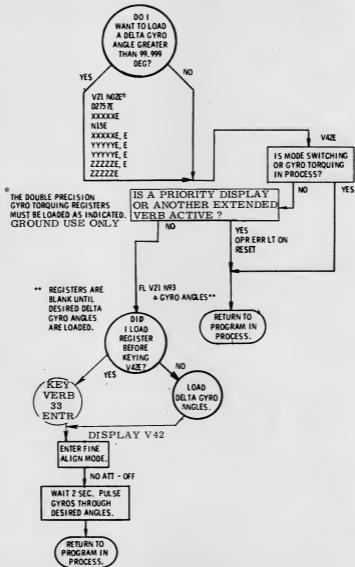 DO I
WANT TO LOAD
A DELTA GYRO
ANGLE GREATER
THAN 99.999
DEG?
YES
NO
V21 N02E*
D2757E
XXXXXE
N15E
XXXXXE, E
YYYYYE, E
YYYYYE, E
ZZZZZE, E
ZZZZZE
V42E
IS MODE SWITCHING
OR GYRO TORQUING
IN PROCESS?
NO
YES
*
THE DOUBLE PRECISION
GYRO TORQUING REGISTERS
MUST BE LOADED AS INDICATED.
GROUND USE ONLY
IS A PRIORITY DISPLAY
OR ANOTHER EXTENDED
VERB ACTIVE ?
NO
YES
OPR ERR LT ON
RESET
** REGISTERS ARE
BLANK UNTIL
DESIRED DELTA
GYRO ANGLES
ARE LOADED.
FL V21 N93
Δ GYRO ANGLES**
RETURN TO
PROGRAM IN
PROCESS.
DID
I LOAD
REGISTER
BEFORE
KEYING
V42E?
YES
NO
KEY
VERB
33
ENTR
LOAD
DELTA GYRO
ANGLES.
DISPLAY V42
ENTER FINE
ALIGN MODE.
NO ATT - OFF
WAIT 2 SEC. PULSE
GYROS THROUGH
DESIRED ANGLES.
RETURN TO
PROGRAM IN
PROCESS.